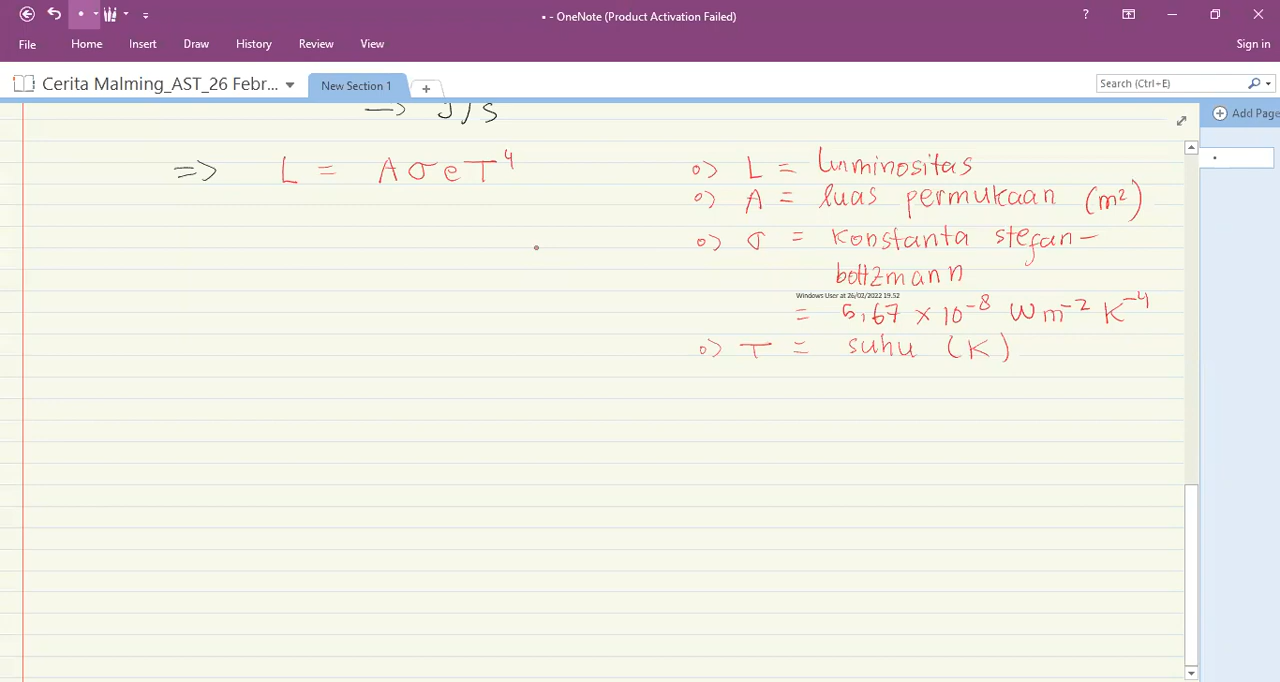 • - OneNote (Product Activation Failed)
?
File Home Insert Draw History Review View Sign in
Cerita Malming_AST_26 Febr... New Section 1 + Search (Ctrl+E)
Add Page
=> J/s
=> L = AσeT⁴
o) L = luminositas
o) A = luas permukaan (m²)
o) σ = konstanta stefan-
boltzmann
Windows User at 26/02/2022 19.52
= 5,67 × 10⁻⁸ Wm⁻² K⁻⁴
o) T = suhu (K)